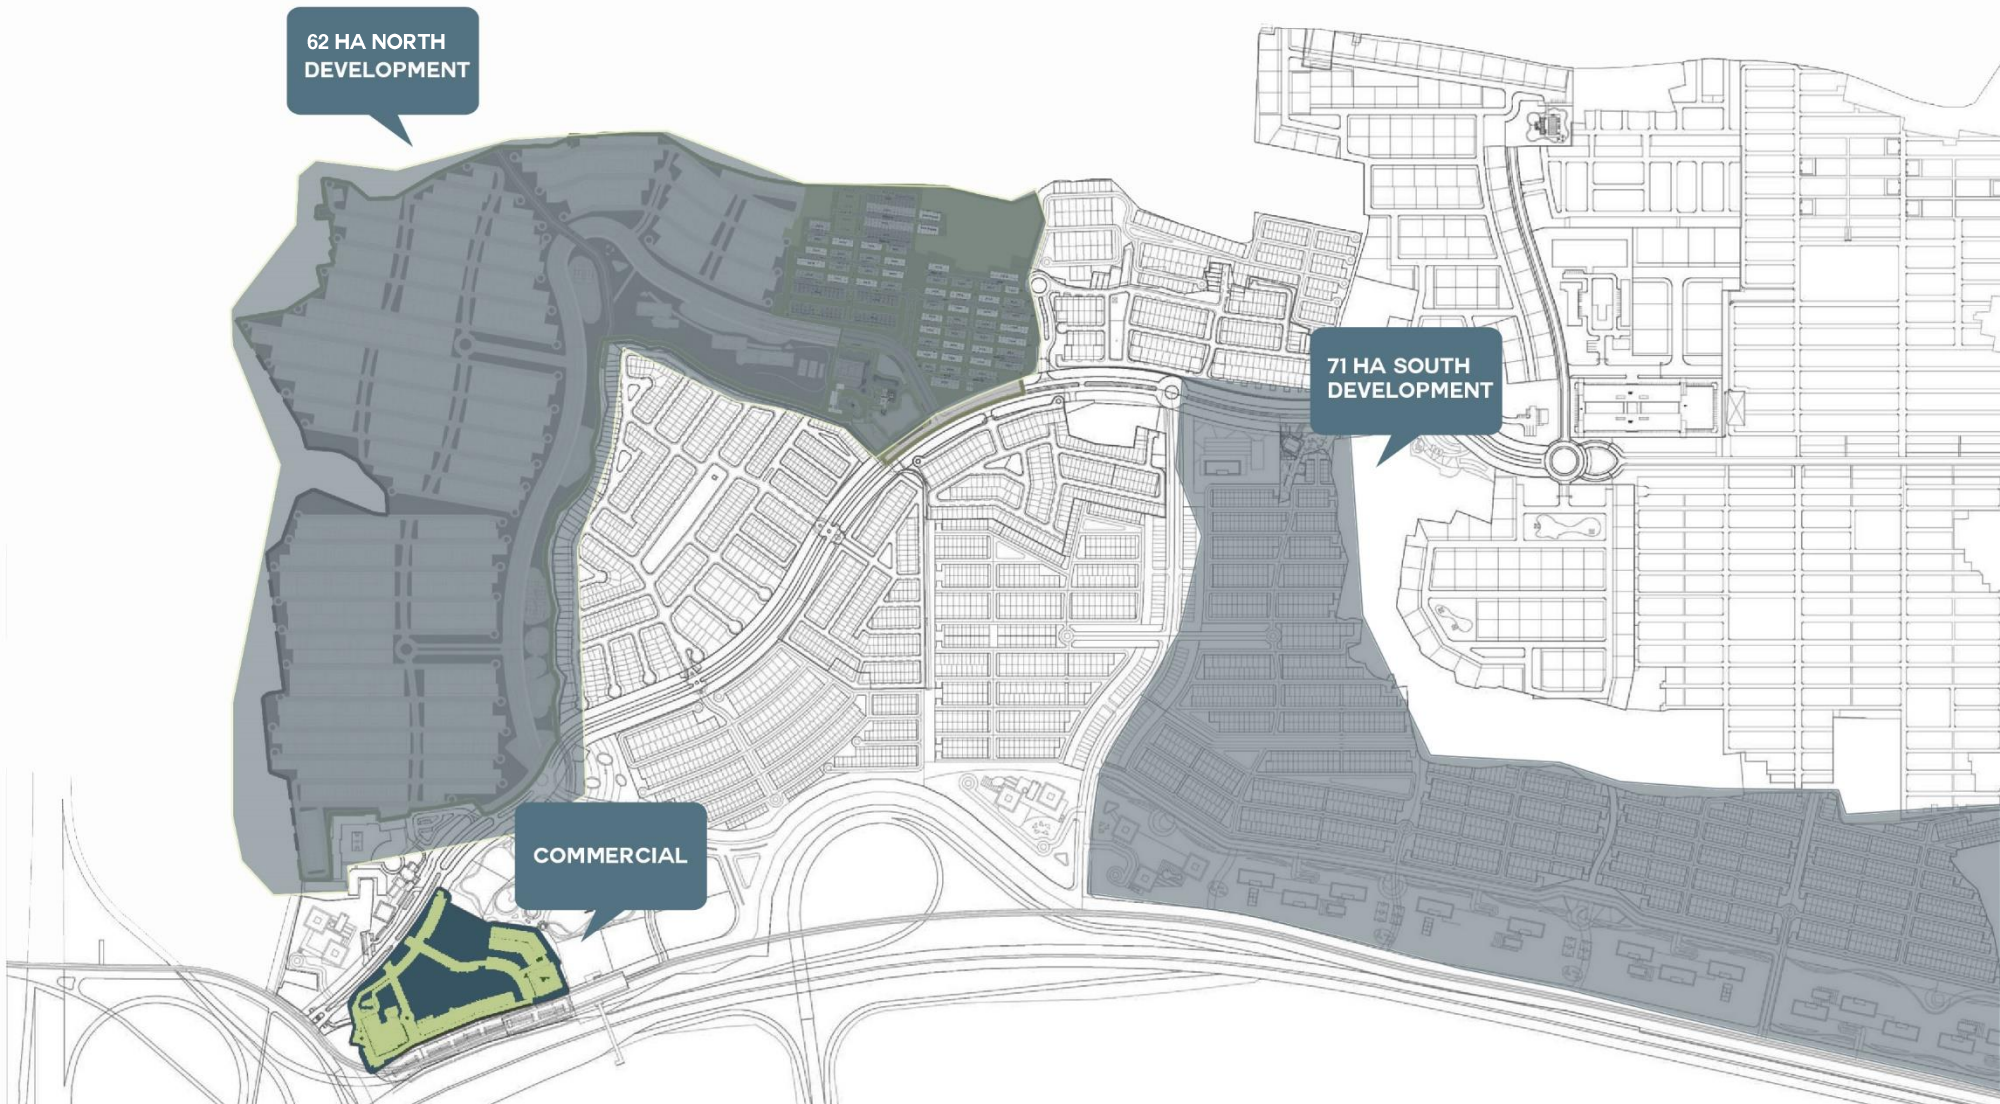 62 HA NORTH
DEVELOPMENT
71 HA SOUTH
DEVELOPMENT
COMMERCIAL